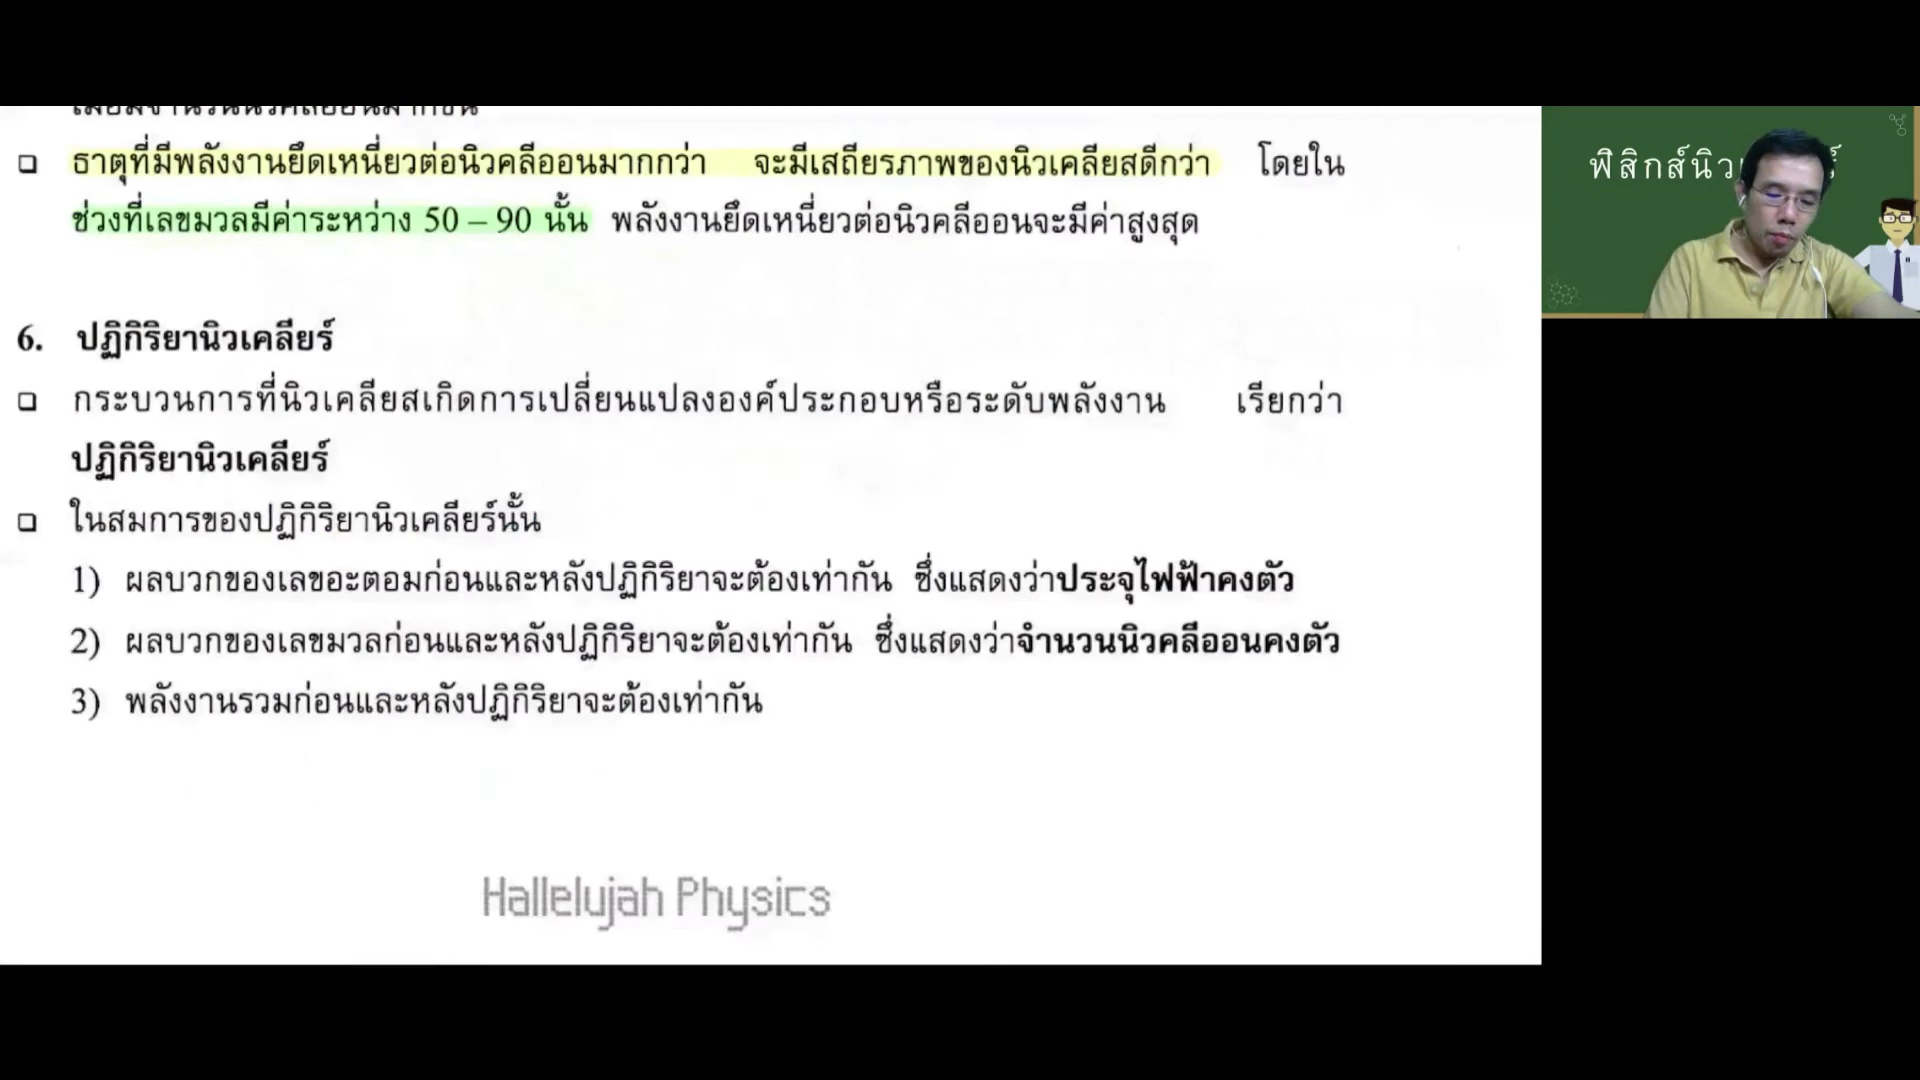 ❑ ธาตุที่มีพลังงานยึดเหนี่ยวต่อนิวคลีออนมากกว่า จะมีเสถียรภาพของนิวเคลียสดีกว่า โดยใน
ช่วงที่เลขมวลมีค่าระหว่าง 50 – 90 นั้น พลังงานยึดเหนี่ยวต่อนิวคลีออนจะมีค่าสูงสุด
6. ปฏิกิริยานิวเคลียร์
❑ กระบวนการที่นิวเคลียสเกิดการเปลี่ยนแปลงองค์ประกอบหรือระดับพลังงาน เรียกว่า
ปฏิกิริยานิวเคลียร์
❑ ในสมการของปฏิกิริยานิวเคลียร์นั้น
1) ผลบวกของเลขอะตอมก่อนและหลังปฏิกิริยาจะต้องเท่ากัน ซึ่งแสดงว่าประจุไฟฟ้าคงตัว
2) ผลบวกของเลขมวลก่อนและหลังปฏิกิริยาจะต้องเท่ากัน ซึ่งแสดงว่าจำนวนนิวคลีออนคงตัว
3) พลังงานรวมก่อนและหลังปฏิกิริยาจะต้องเท่ากัน
Hallelujah Physics
ฟิสิกส์